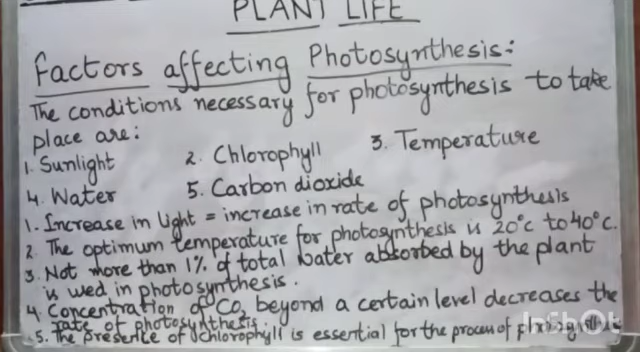 PLANT LIFE
Factors affecting Photosynthesis:
The conditions necessary for photosynthesis to take
place are:
1. Sunlight 2. Chlorophyll 3. Temperature
4. Water 5. Carbon dioxide
1. Increase in light = increase in rate of photosynthesis
2. The optimum temperature for photosynthesis is 20°c to 40°c.
3. Not more than 1% of total water absorbed by the plant
is used in photosynthesis.
4. Concentration of CO2 beyond a certain level decreases the
rate of photosynthesis.
5. The presence of chlorophyll is essential for the process of photosynthesis
InShOt